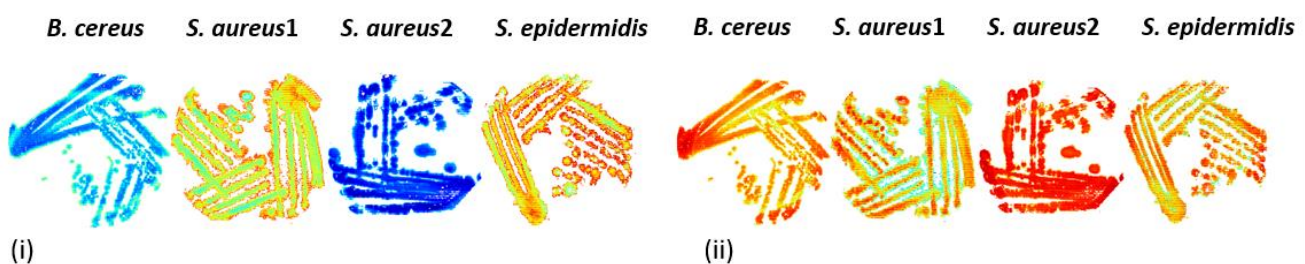 B. cereus S. aureus1 S. aureus2 S. epidermidis B. cereus S. aureus1 S. aureus2 S. epidermidis
(i) (ii)